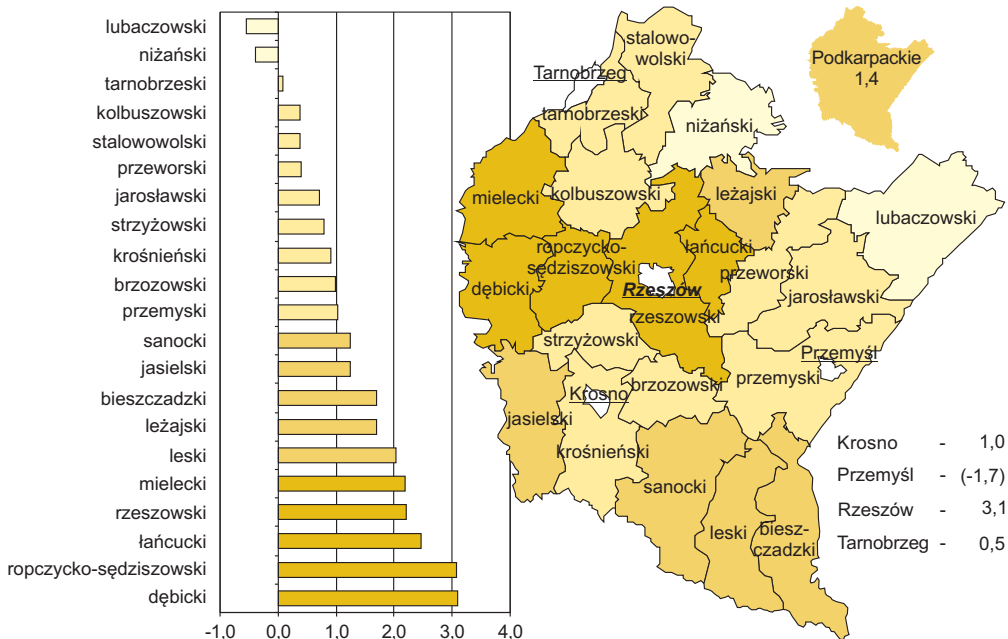 lubaczowski
niżański
tarnobrzeski
kolbuszowski
stalowowolski
przeworski
jarosławski
strzyżowski
krośnieński
brzozowski
przemyski
sanocki
jasielski
bieszczadzki
leżajski
leski
mielecki
rzeszowski
łańcucki
ropczycko-sędziszowski
dębicki
-1,0 0,0 1,0 2,0 3,0 4,0
stalowo-
wolski
Tarnobrzeg
tarnobrzeski
niżański
Podkarpackie
1,4
mielecki
kolbuszowski
leżajski
lubaczowski
ropczycko-
sędziszowski
łańcucki
przeworski
dębicki
Rzeszów
jarosławski
rzeszowski
strzyżowski
Przemyśl
przemyski
brzozowski
Krosno
jasielski
krośnieński
sanocki
leski
biesz-
czadzki
Krosno - 1,0
Przemyśl - (-1,7)
Rzeszów - 3,1
Tarnobrzeg - 0,5